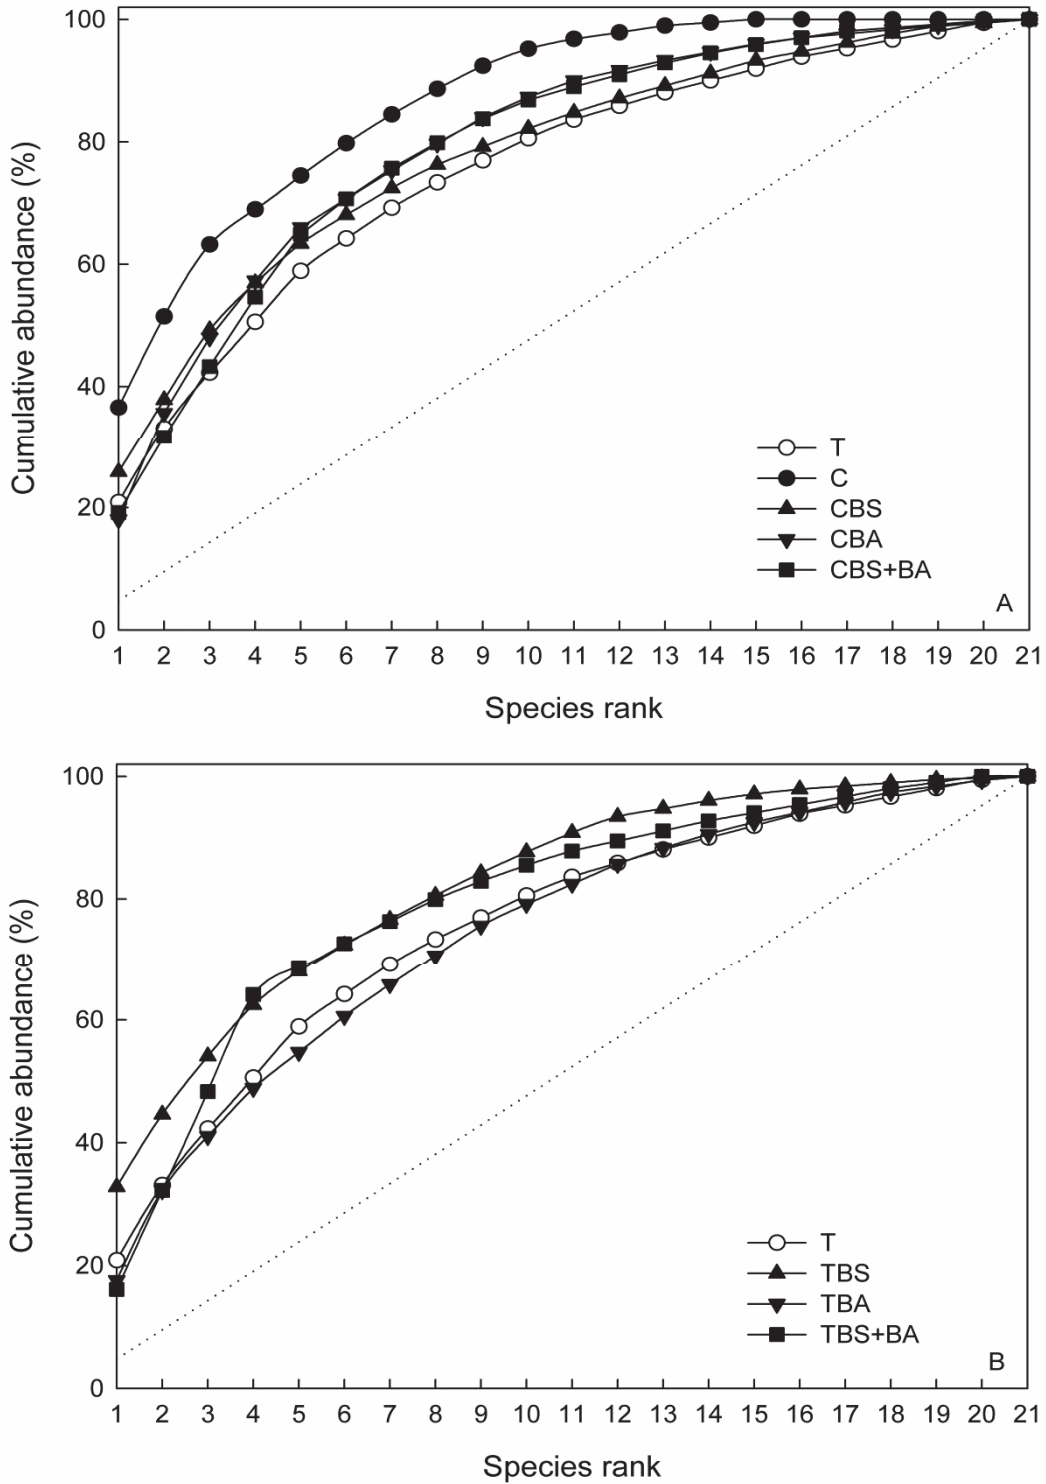 100
80
60
40
20
0
Cumulative abundance (%)
T
C
CBS
CBA
CBS+BA
A
1 2 3 4 5 6 7 8 9 10 11 12 13 14 15 16 17 18 19 20 21
Species rank
100
80
60
40
20
0
Cumulative abundance (%)
T
TBS
TBA
TBS+BA
B
1 2 3 4 5 6 7 8 9 10 11 12 13 14 15 16 17 18 19 20 21
Species rank